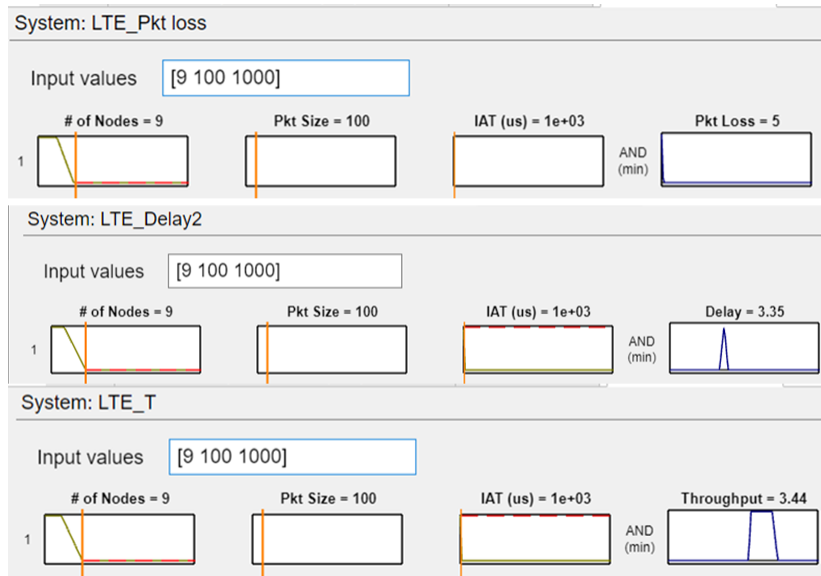 System: LTE_Pkt loss
Input values [9 100 1000]
# of Nodes = 9 Pkt Size = 100 IAT (us) = 1e+03 Pkt Loss = 5
1 AND
(min)
System: LTE_Delay2
Input values [9 100 1000]
# of Nodes = 9 Pkt Size = 100 IAT (us) = 1e+03 Delay = 3.35
1 AND
(min)
System: LTE_T
Input values [9 100 1000]
# of Nodes = 9 Pkt Size = 100 IAT (us) = 1e+03 Throughput = 3.44
1 AND
(min)